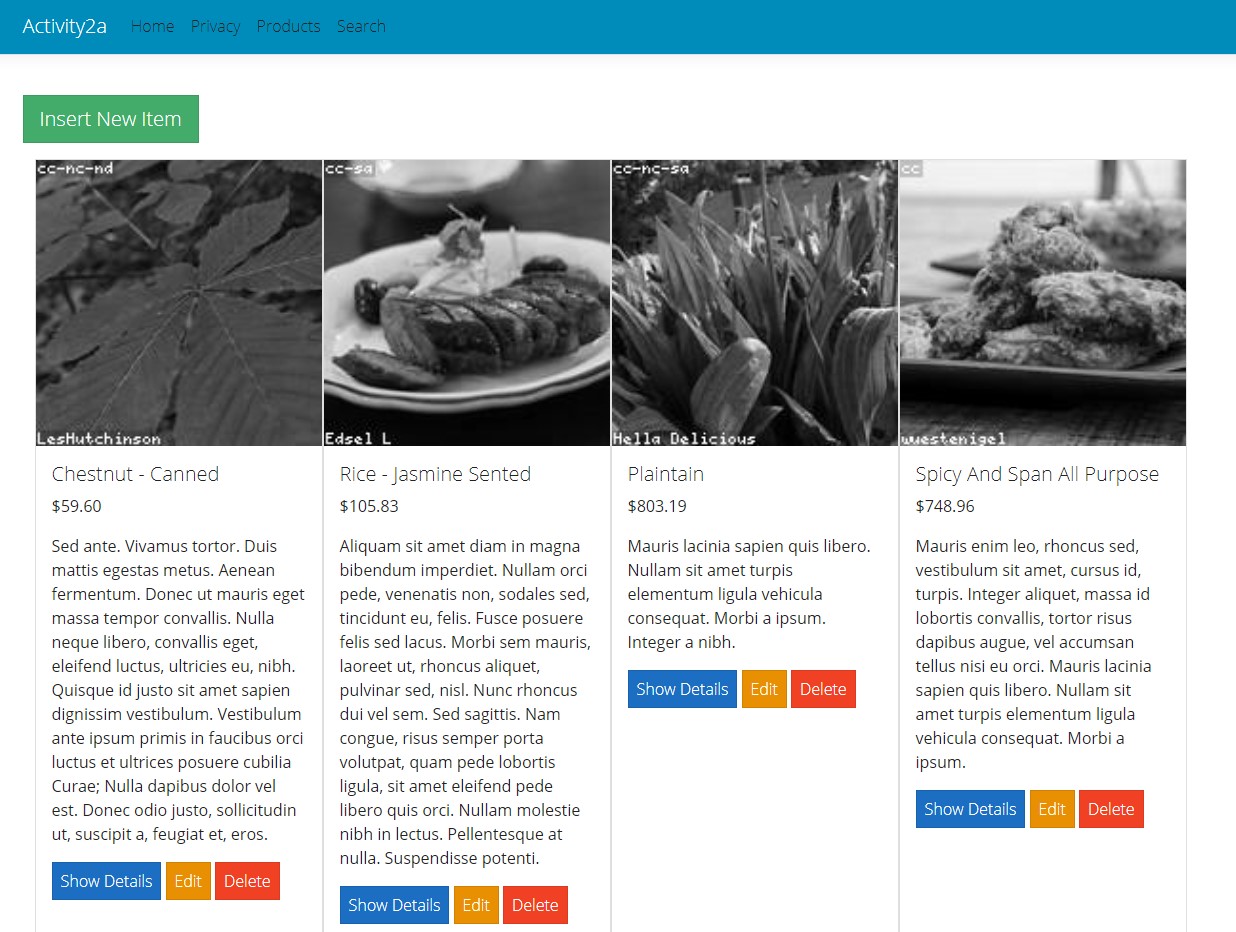 Activity2a Home Privacy Products Search
Insert New Item
cc-nc-nd
LesHutchinson
Chestnut - Canned
$59.60
Sed ante. Vivamus tortor. Duis
mattis egestas metus. Aenean
fermentum. Donec ut mauris eget
massa tempor convallis. Nulla
neque libero, convallis eget,
eleifend luctus, ultricies eu, nibh.
Quisque id justo sit amet sapien
dignissim vestibulum. Vestibulum
ante ipsum primis in faucibus orci
luctus et ultrices posuere cubilia
Curae; Nulla dapibus dolor vel
est. Donec odio justo, sollicitudin
ut, suscipit a, feugiat et, eros.
Show Details Edit Delete
cc-sa
Edsel L
Rice - Jasmine Sented
$105.83
Aliquam sit amet diam in magna
bibendum imperdiet. Nullam orci
pede, venenatis non, sodales sed,
tincidunt eu, felis. Fusce posuere
felis sed lacus. Morbi sem mauris,
laoreet ut, rhoncus aliquet,
pulvinar sed, nisl. Nunc rhoncus
dui vel sem. Sed sagittis. Nam
congue, risus semper porta
volutpat, quam pede lobortis
ligula, sit amet eleifend pede
libero quis orci. Nullam molestie
nibh in lectus. Pellentesque at
nulla. Suspendisse potenti.
Show Details Edit Delete
cc-nc-sa
Hella Delicious
Plaintain
$803.19
Mauris lacinia sapien quis libero.
Nullam sit amet turpis
elementum ligula vehicula
consequat. Morbi a ipsum.
Integer a nibh.
Show Details Edit Delete
cc
wuestenigel
Spicy And Span All Purpose
$748.96
Mauris enim leo, rhoncus sed,
vestibulum sit amet, cursus id,
turpis. Integer aliquet, massa id
lobortis convallis, tortor risus
dapibus augue, vel accumsan
tellus nisi eu orci. Mauris lacinia
sapien quis libero. Nullam sit
amet turpis elementum ligula
vehicula consequat. Morbi a
ipsum.
Show Details Edit Delete